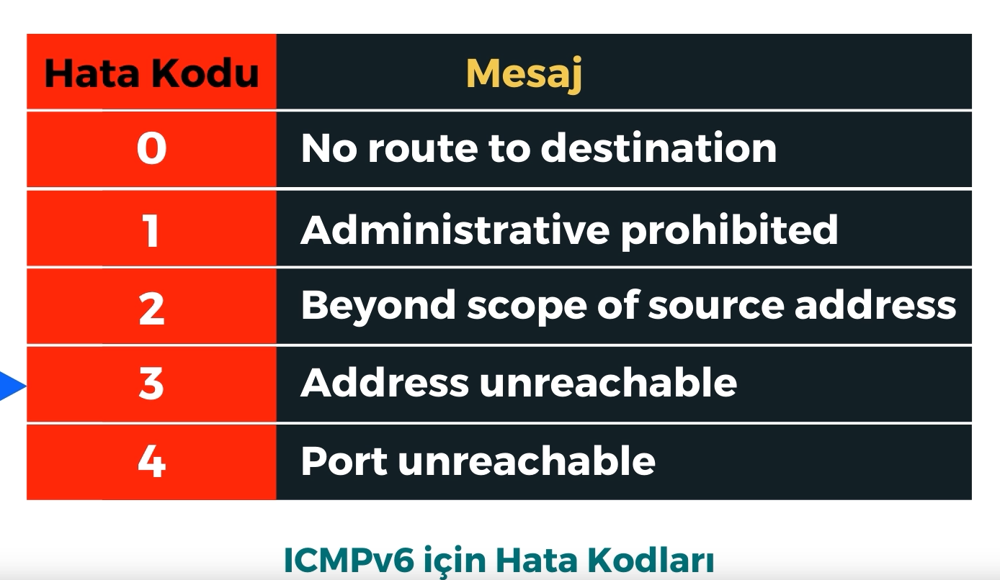 Hata Kodu Mesaj
0 No route to destination
1 Administrative prohibited
2 Beyond scope of source address
3 Address unreachable
4 Port unreachable
ICMPv6 için Hata Kodları